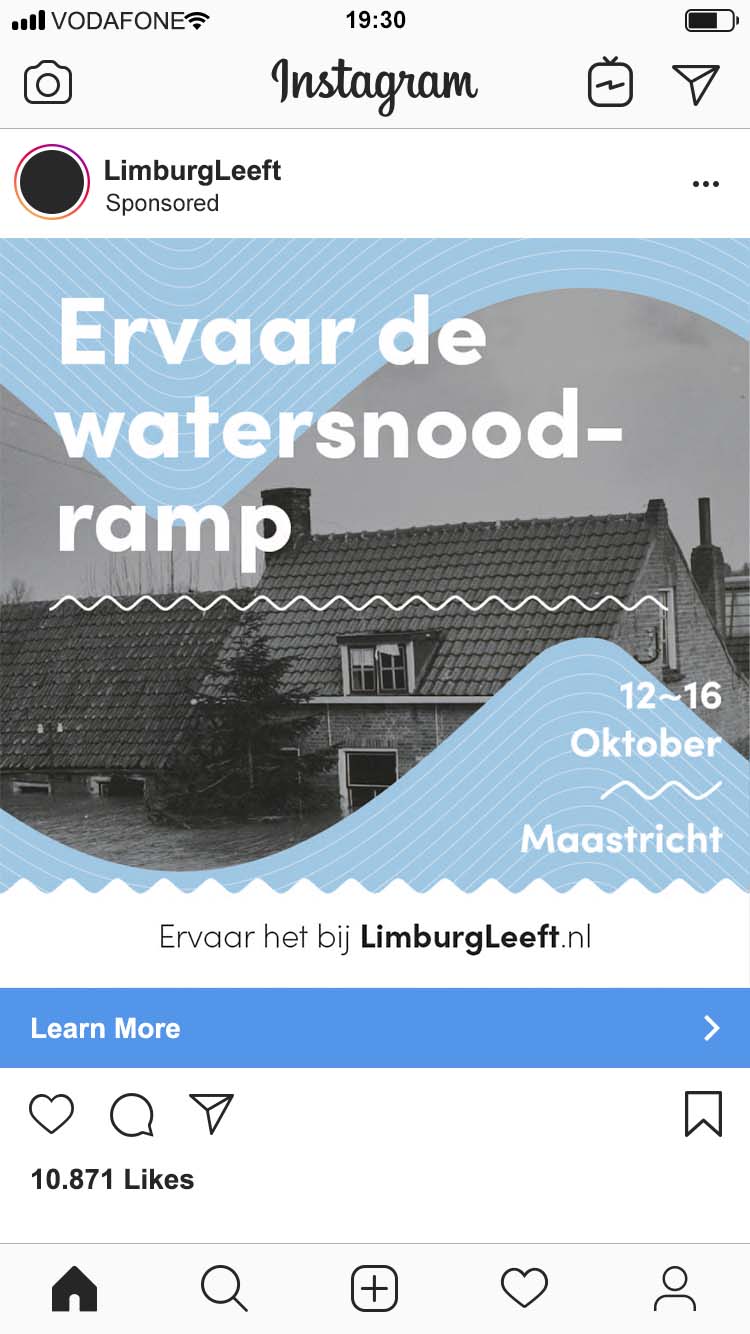 VODAFONE 19:30
Instagram
LimburgLeeft
Sponsored
Ervaar de
watersnood-
ramp
12~16
Oktober
Maastricht
Ervaar het bij LimburgLeeft.nl
Learn More
10.871 Likes